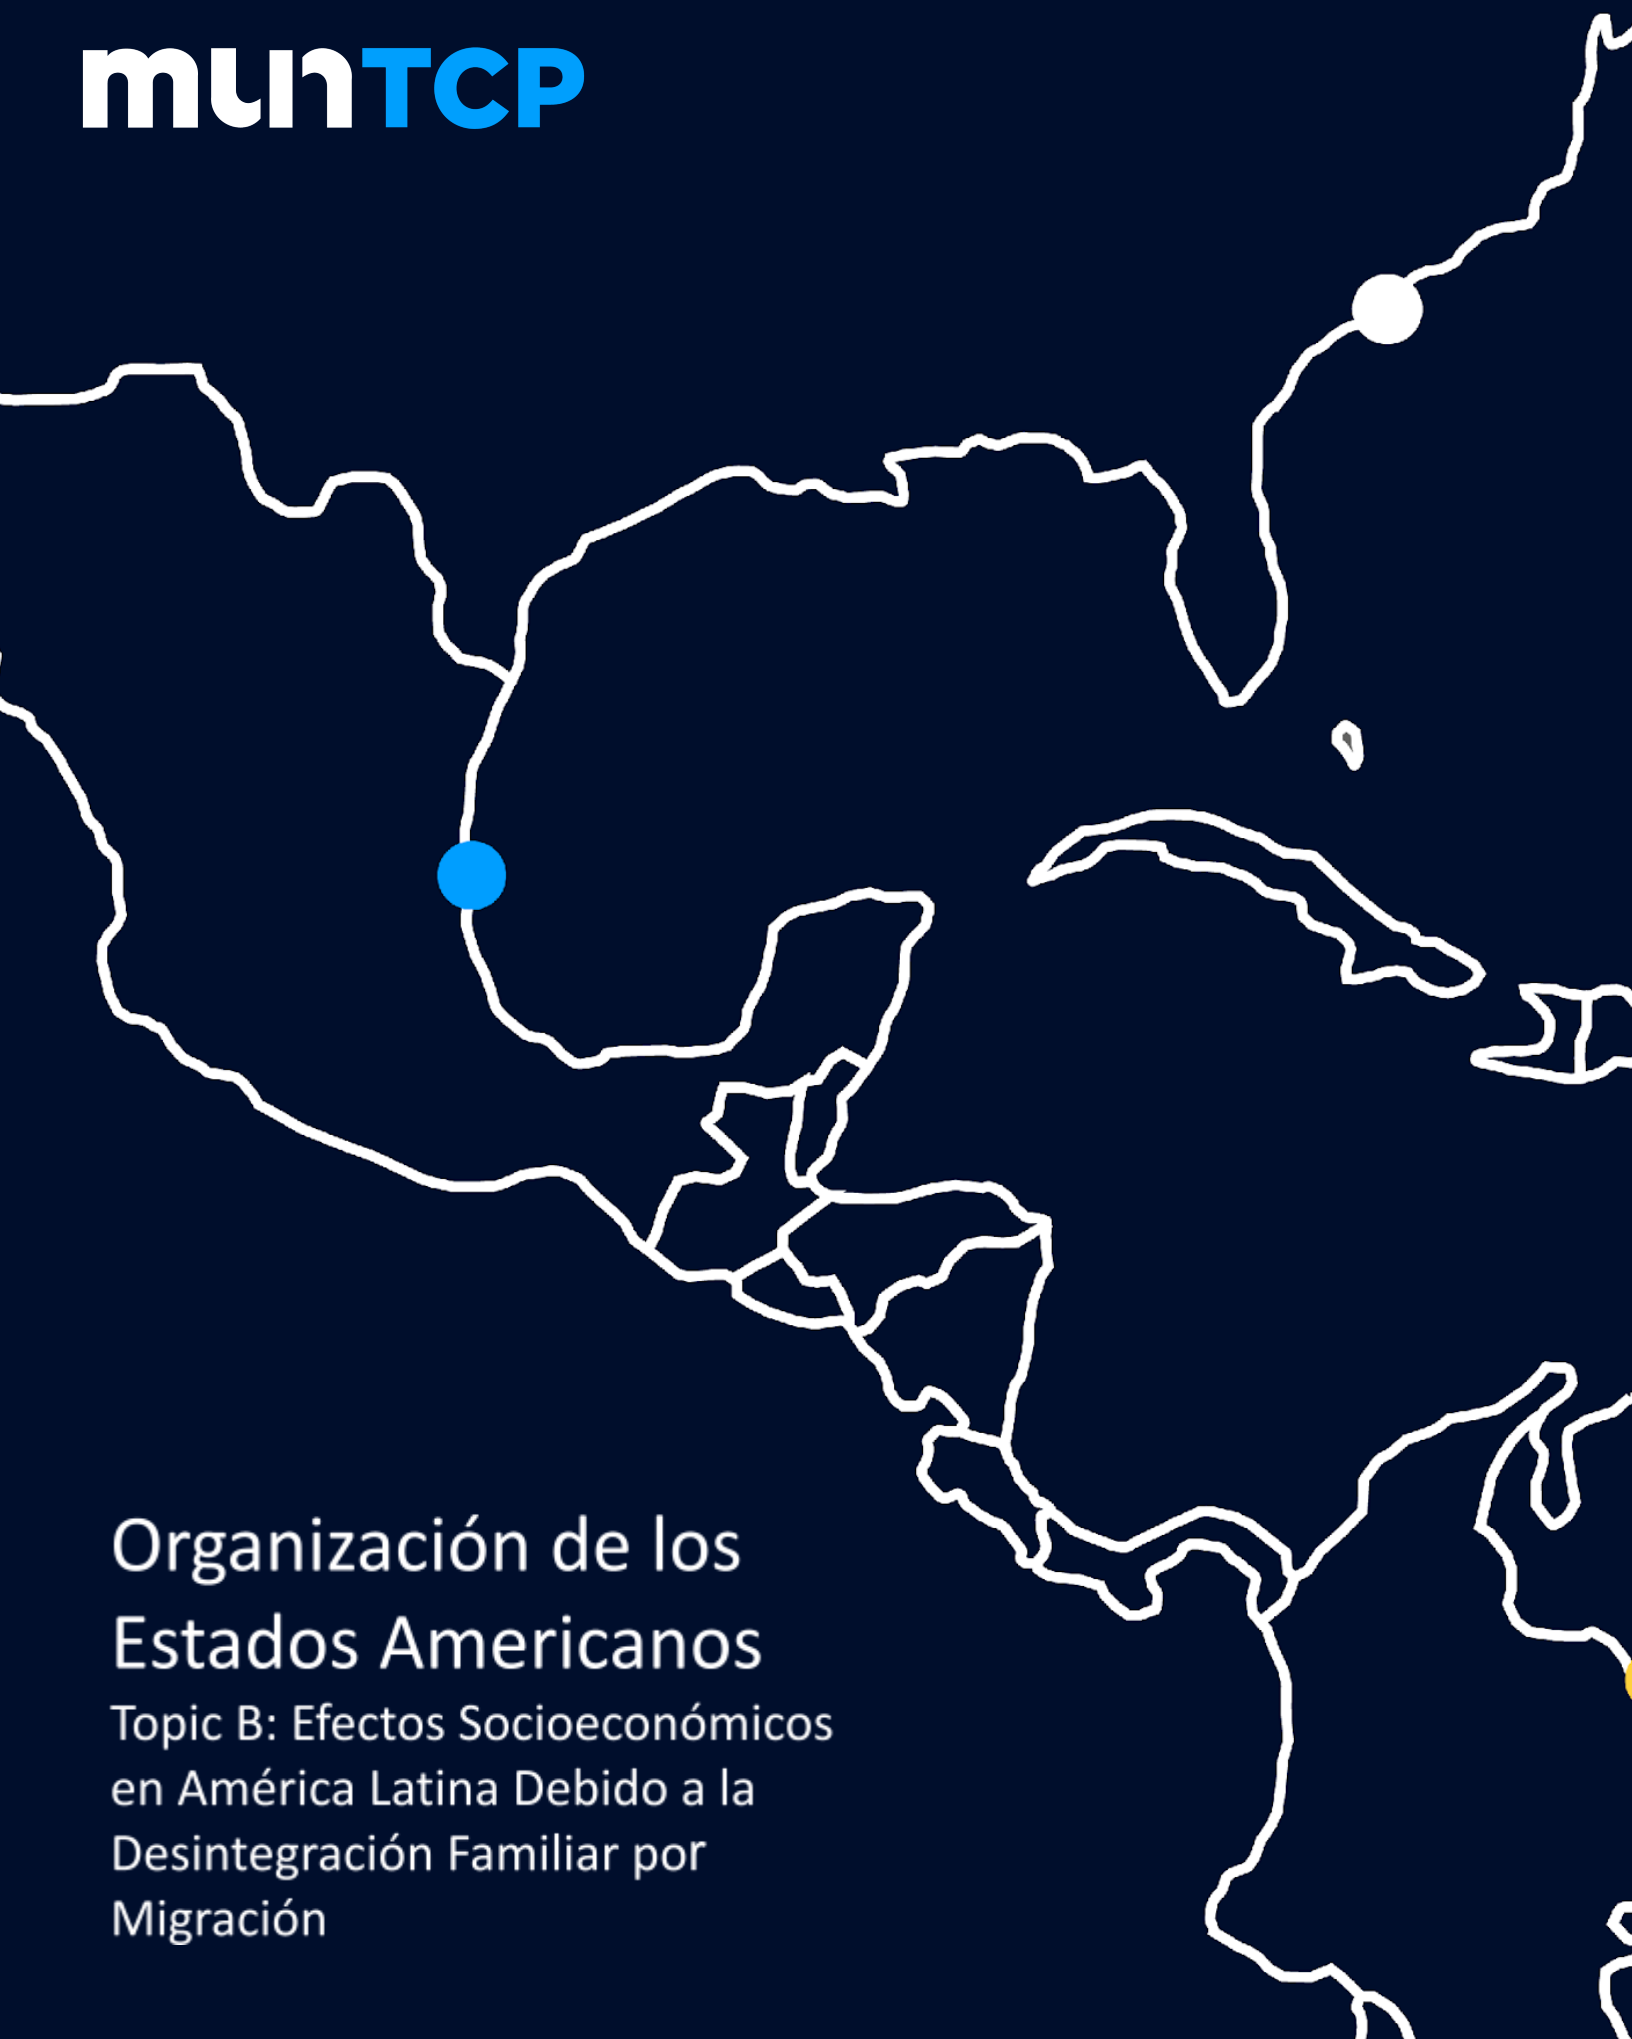 munTCP
Organización de los
Estados Americanos
Topic B: Efectos Socioeconómicos
en América Latina Debido a la
Desintegración Familiar por
Migración